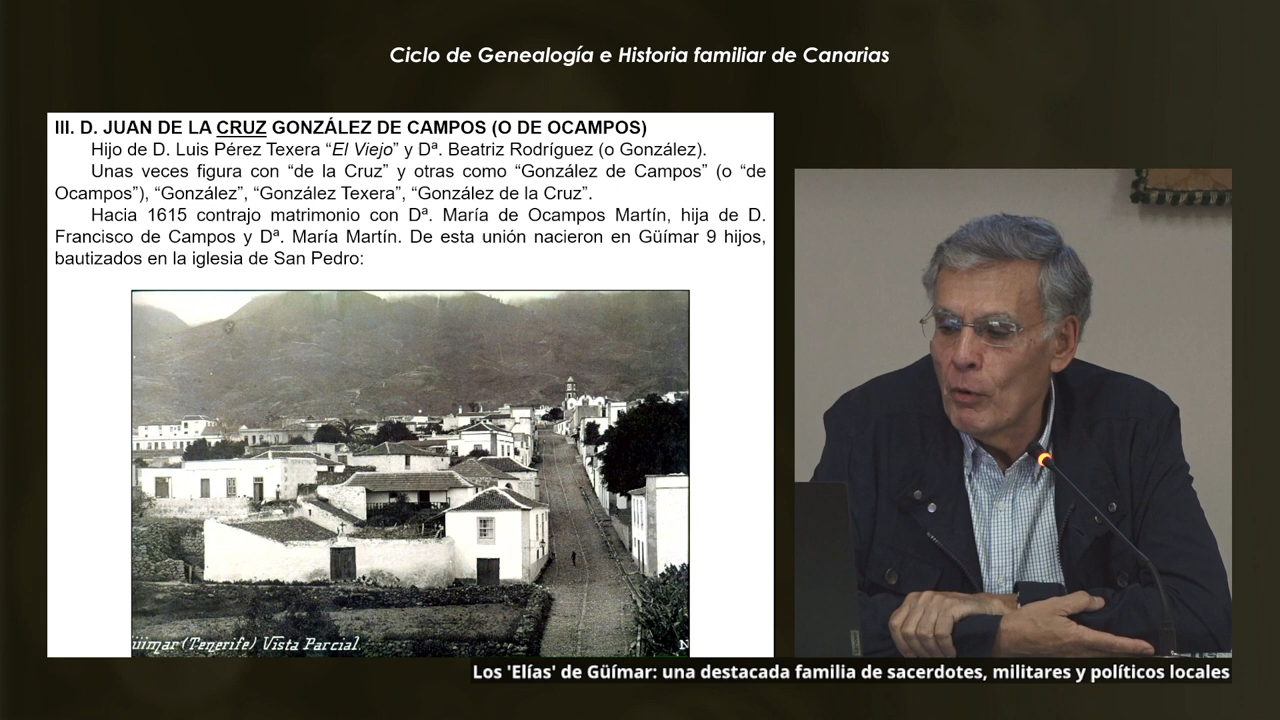 Ciclo de Genealogía e Historia familiar de Canarias
III. D. JUAN DE LA CRUZ GONZÁLEZ DE CAMPOS (O DE OCAMPOS)
Hijo de D. Luis Pérez Texera “El Viejo” y Dª. Beatriz Rodríguez (o González).
Unas veces figura con “de la Cruz” y otras como “González de Campos” (o “de
Ocampos”), “González”, “González Texera”, “González de la Cruz”.
Hacia 1615 contrajo matrimonio con Dª. María de Ocampos Martín, hija de D.
Francisco de Campos y Dª. María Martín. De esta unión nacieron en Güímar 9 hijos,
bautizados en la iglesia de San Pedro:
üimar (Tenerife) Vista Parcial.
N
Los 'Elías' de Güímar: una destacada familia de sacerdotes, militares y políticos locales